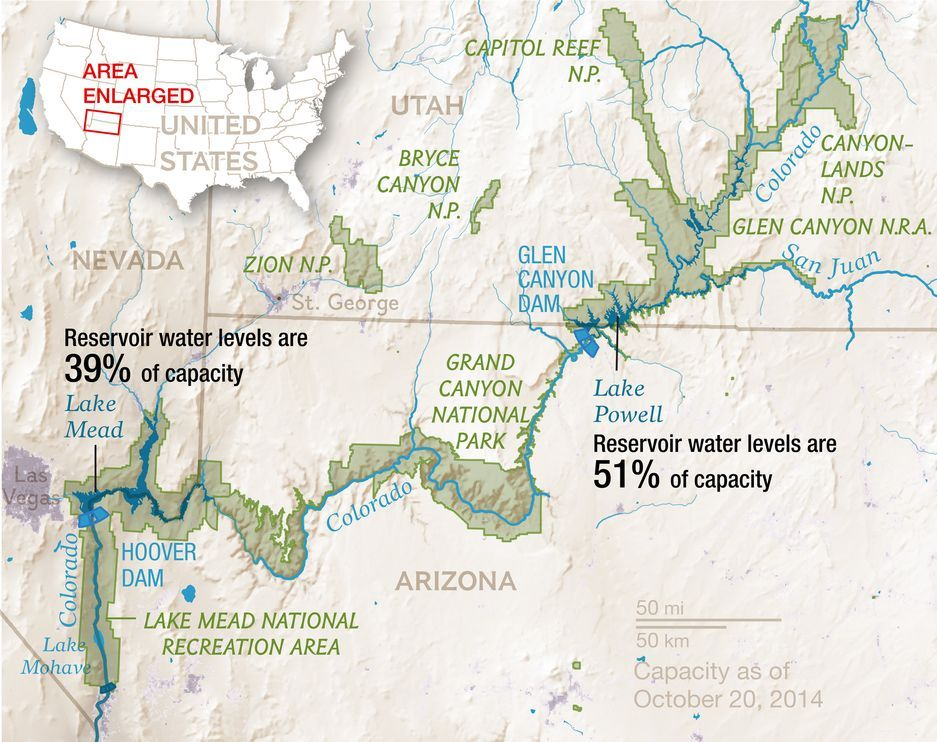 CAPITOL REEF
N.P.
AREA
ENLARGED
UNITED
STATES
UTAH
BRYCE
CANYON
N.P.
Colorado
CANYON–
LANDS
N.P.
GLEN CANYON N.R.A.
San Juan
NEVADA
ZION N.P.
GLEN
CANYON
DAM
St. George
Reservoir water levels are
39% of capacity
Lake
Mead
GRAND
CANYON
NATIONAL
PARK
Lake
Powell
Reservoir water levels are
51% of capacity
Las
Vegas
Colorado
Colorado
HOOVER
DAM
ARIZONA
LAKE MEAD NATIONAL
RECREATION AREA
Lake
Mohave
50 mi
50 km
Capacity as of
October 20, 2014